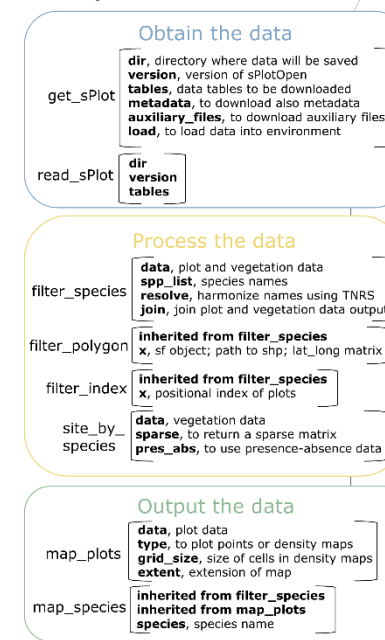 Obtain the data
get_sPlot
dir, directory where data will be saved
version, version of sPlotOpen
tables, data tables to be downloaded
metadata, to download also metadata
auxiliary_files, to download auxiliary files
load, to load data into environment
read_sPlot
dir
version
tables
Process the data
filter_species
data, plot and vegetation data
spp_list, species names
resolve, harmonize names using TNRS
join, join plot and vegetation data output
filter_polygon
inherited from filter_species
x, sf object; path to shp; lat_long matrix
filter_index
inherited from filter_species
x, positional index of plots
site_by_
species
data, vegetation data
sparse, to return a sparse matrix
pres_abs, to use presence-absence data
Output the data
map_plots
data, plot data
type, to plot points or density maps
grid_size, size of cells in density maps
extent, extension of map
map_species
inherited from filter_species
inherited from map_plots
species, species name